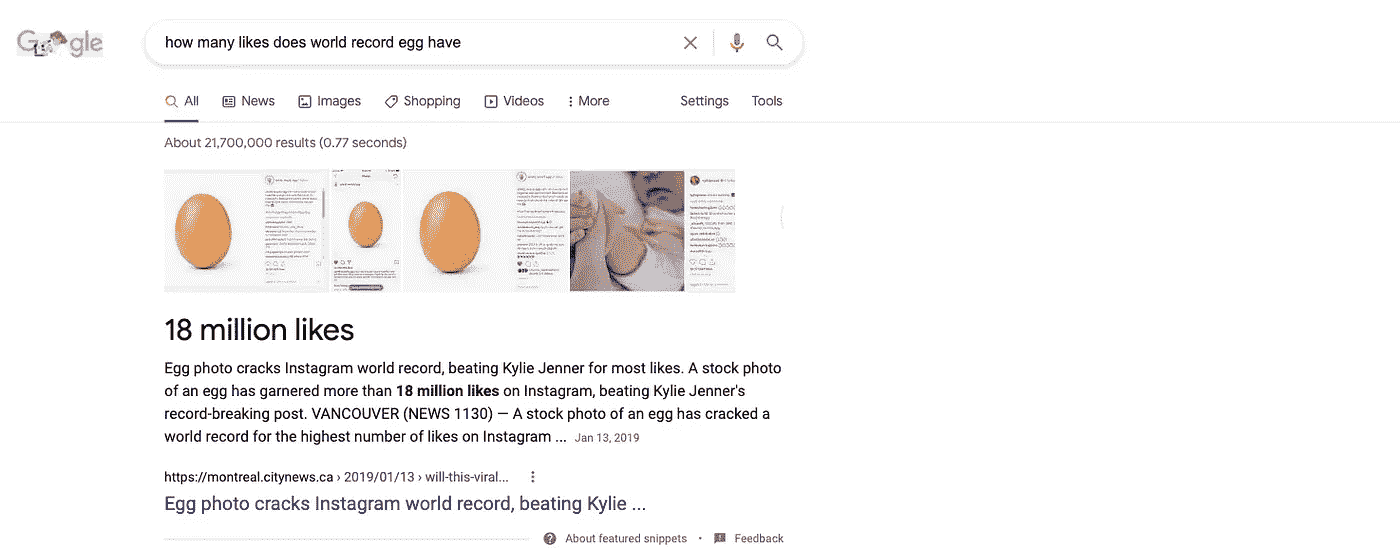 Google
how many likes does world record egg have
All News Images Shopping Videos More Settings Tools
About 21,700,000 results (0.77 seconds)
18 million likes
Egg photo cracks Instagram world record, beating Kylie Jenner for most likes. A stock photo
of an egg has garnered more than 18 million likes on Instagram, beating Kylie Jenner's
record-breaking post. VANCOUVER (NEWS 1130) — A stock photo of an egg has cracked a
world record for the highest number of likes on Instagram ... Jan 13, 2019
https://montreal.citynews.ca › 2019/01/13 › will-this-viral...
Egg photo cracks Instagram world record, beating Kylie ...
About featured snippets • Feedback